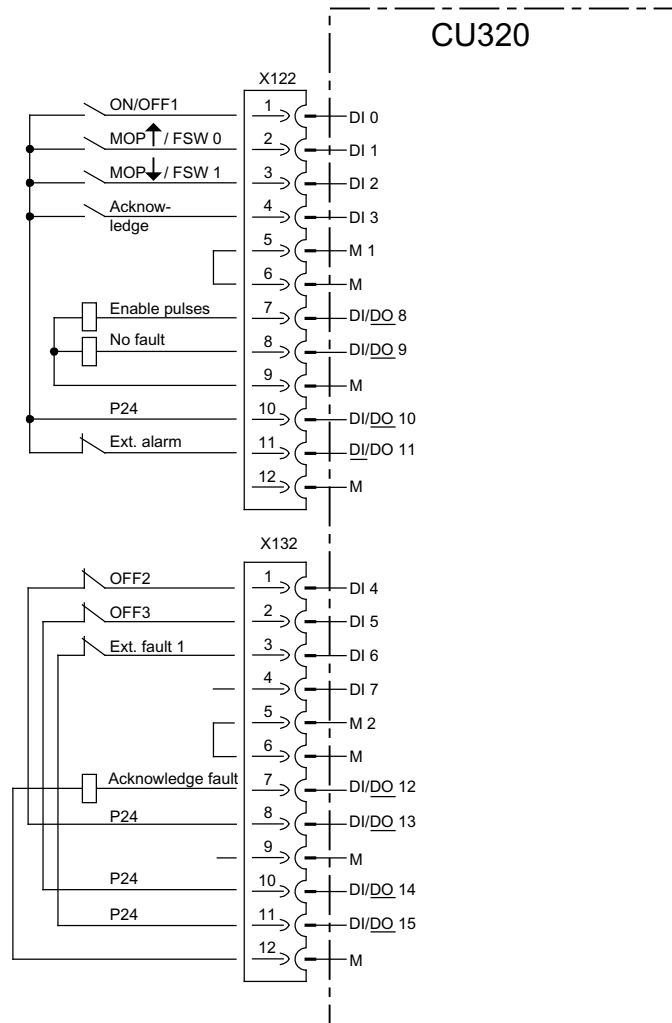 CU320
X122
ON/OFF1 1 DI 0
MOP / FSW 0 2 DI 1
MOP / FSW 1 3 DI 2
Acknow-
ledge 4 DI 3
5 M 1
6 M
Enable pulses 7 DI/DO 8
No fault 8 DI/DO 9
9 M
P24 10 DI/DO 10
Ext. alarm 11 DI/DO 11
12 M
X132
OFF2 1 DI 4
OFF3 2 DI 5
Ext. fault 1 3 DI 6
4 DI 7
5 M 2
6 M
Acknowledge fault 7 DI/DO 12
P24 8 DI/DO 13
9 M
P24 10 DI/DO 14
P24 11 DI/DO 15
12 M